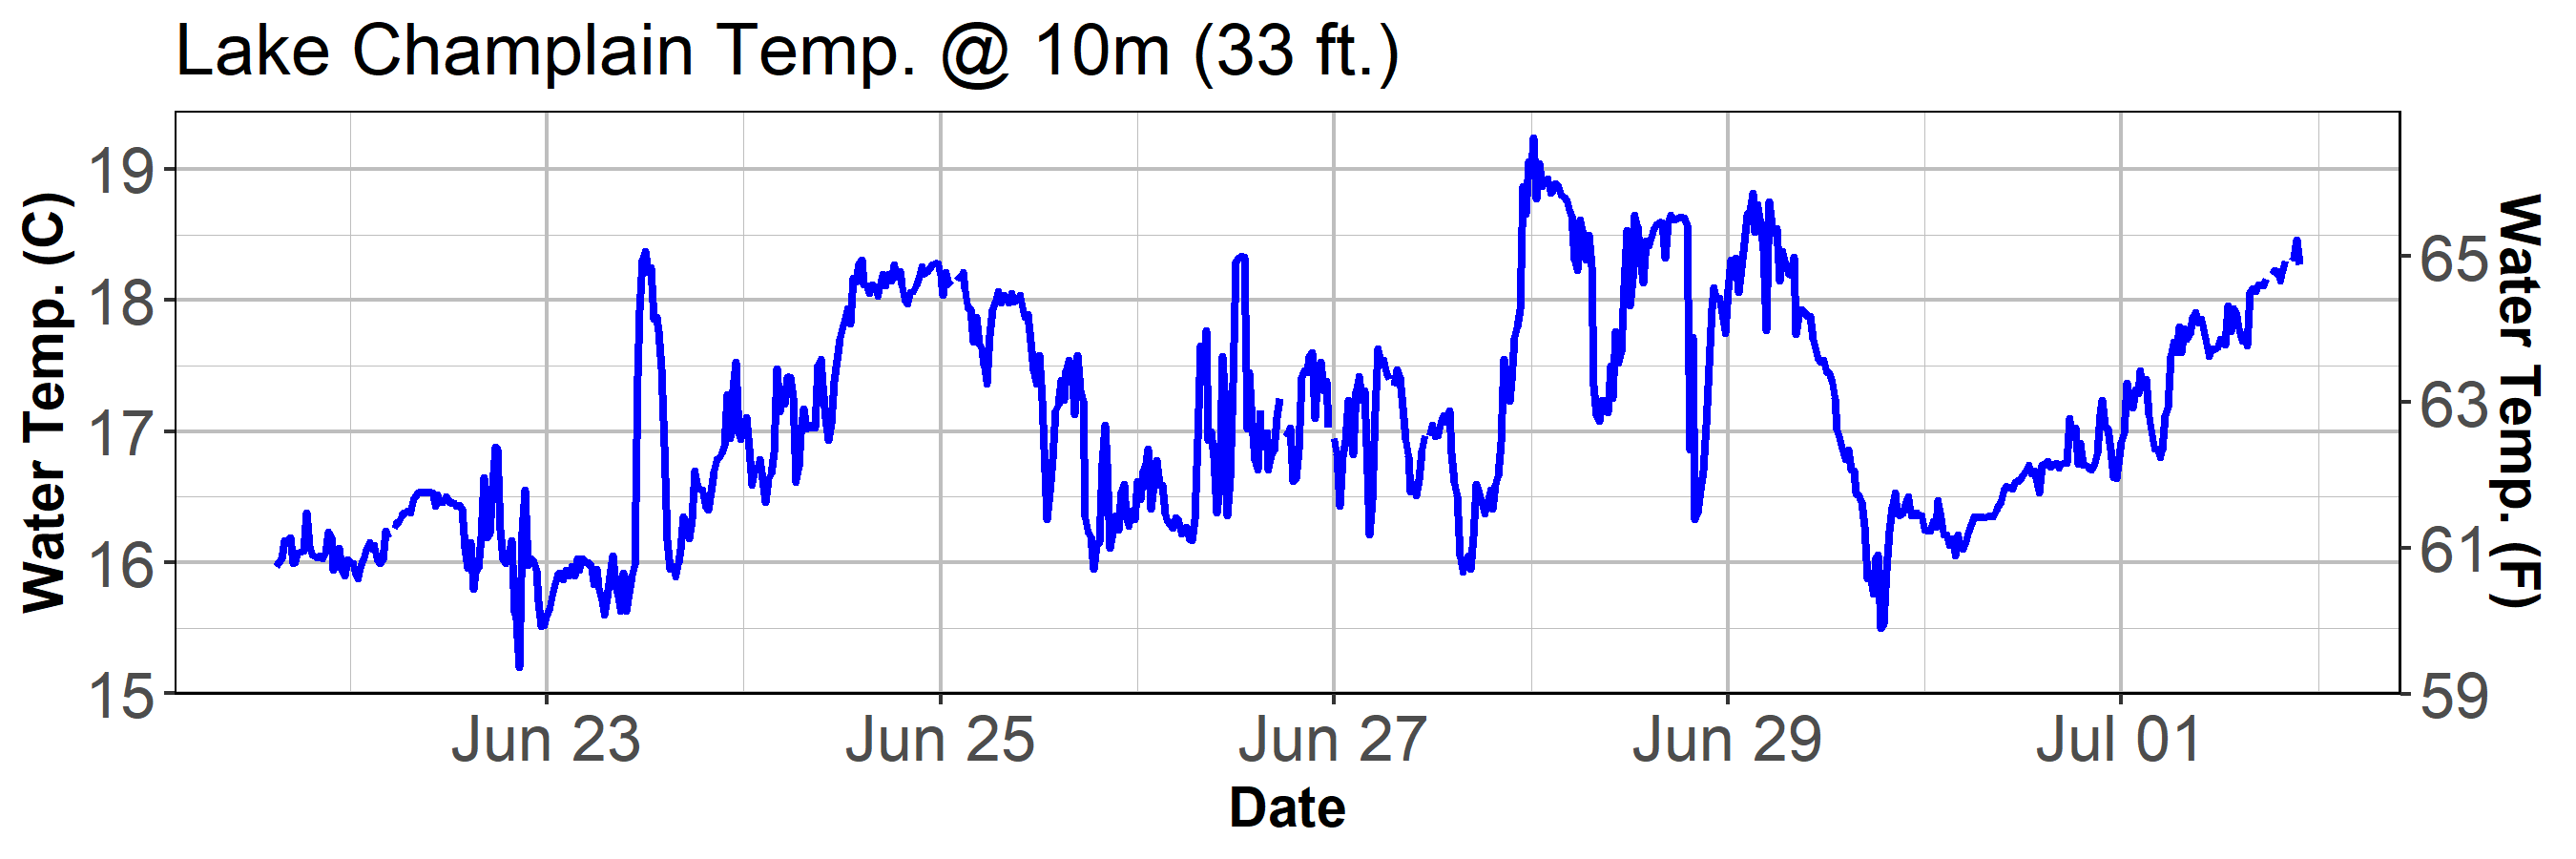 Lake Champlain Temp. @ 10m (33 ft.)
Water Temp. (C)
19
18
17
16
15
65
63
61
59
Water Temp. (F)
Jun 23
Jun 25
Jun 27
Jun 29
Jul 01
Date